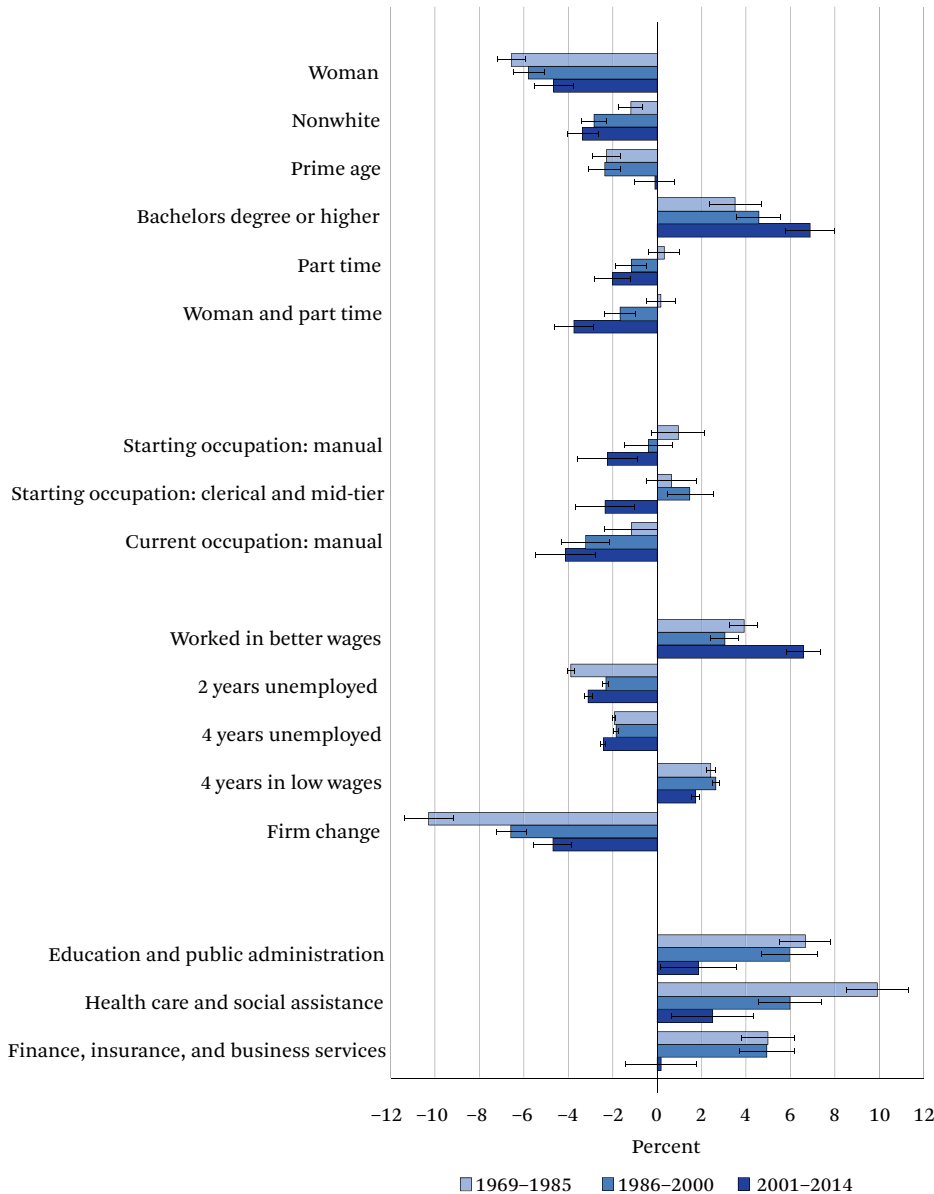 Woman
Nonwhite
Prime age
Bachelors degree or higher
Part time
Woman and part time
Starting occupation: manual
Starting occupation: clerical and mid-tier
Current occupation: manual
Worked in better wages
2 years unemployed
4 years unemployed
4 years in low wages
Firm change
Education and public administration
Health care and social assistance
Finance, insurance, and business services
−12 −10 −8 −6 −4 −2 0 2 4 6 8 10 12
Percent
1969–1985 1986–2000 2001–2014